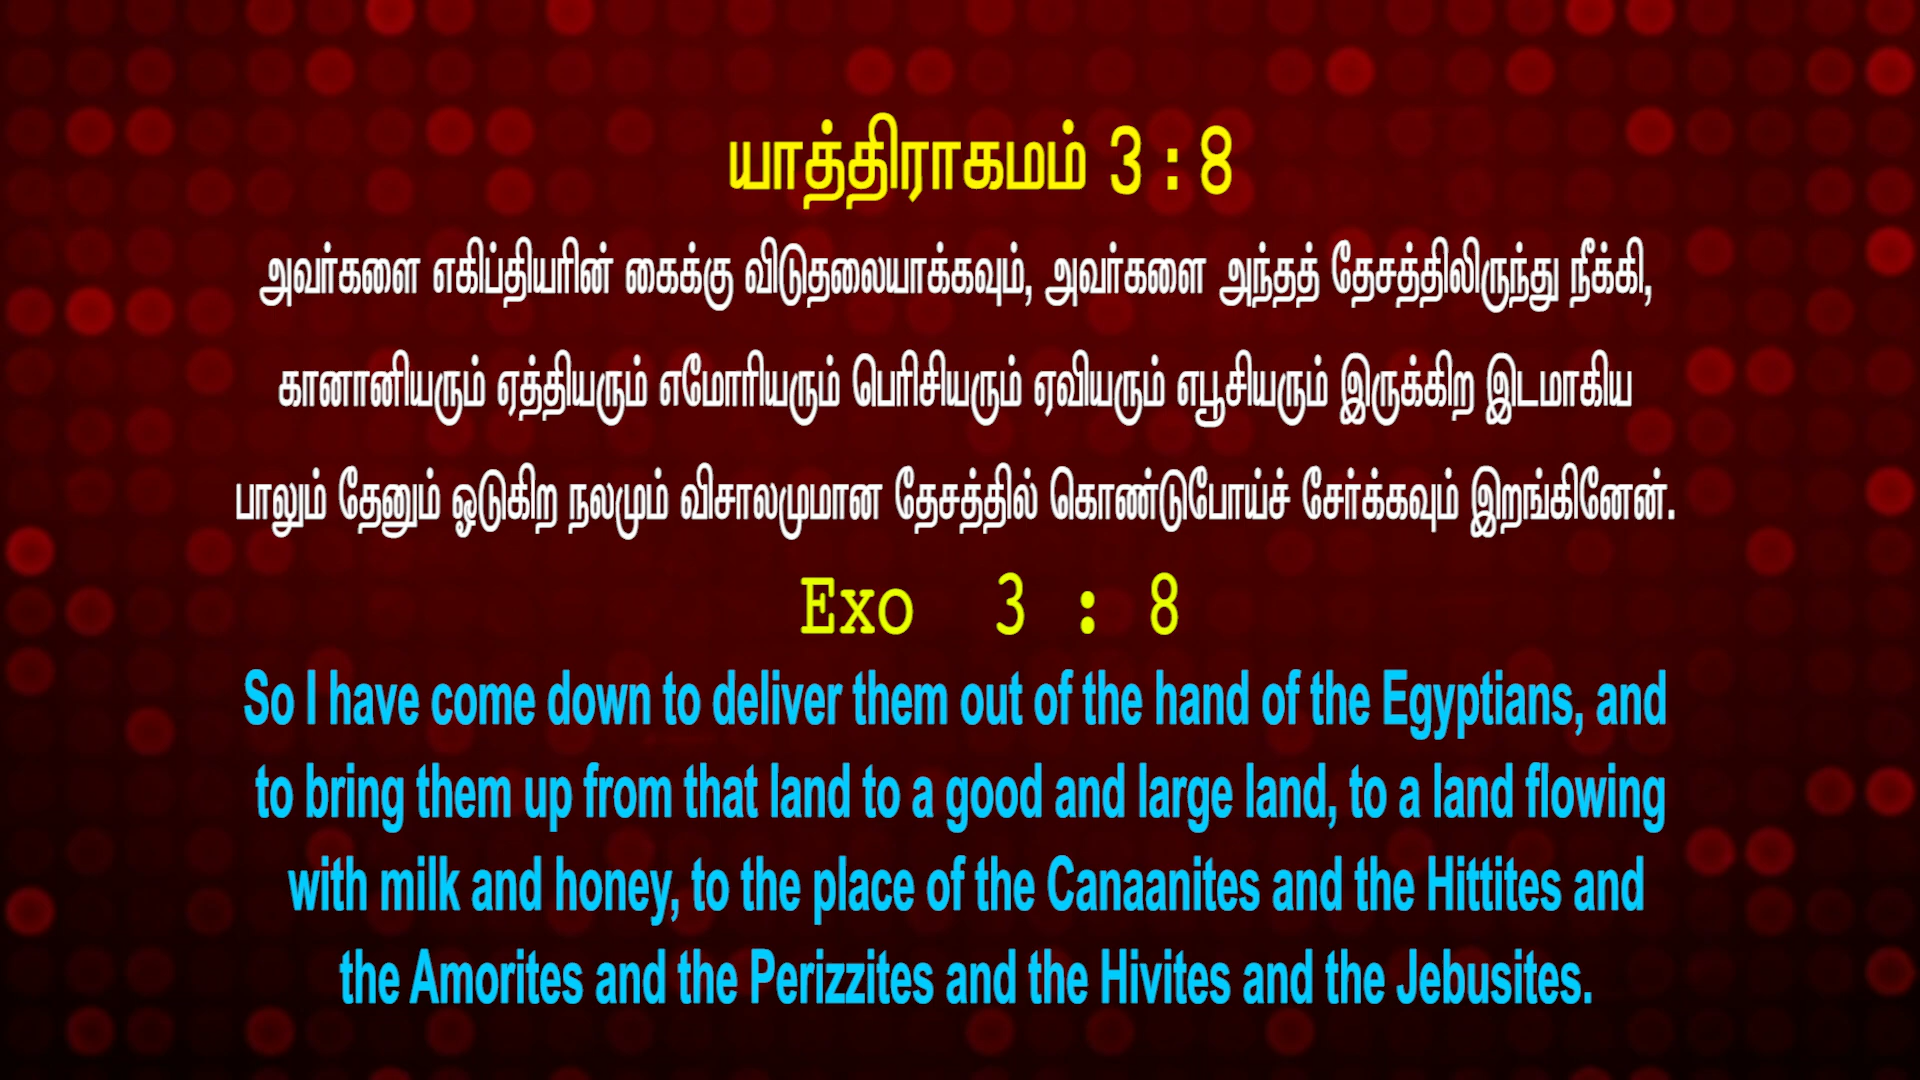 யாத்திராகமம் 3 : 8
அவர்களை எகிப்தியரின் கைக்கு விடுதலையாக்கவும், அவர்களை அந்தத் தேசத்திலிருந்து நீக்கி,
கானானியரும் ஏத்தியரும் எமோரியரும் பெரிசியரும் ஏவியரும் எபூசியரும் இருக்கிற இடமாகிய
பாலும் தேனும் ஓடுகிற நலமும் விசாலமுமான தேசத்தில் கொண்டுபோய்ச் சேர்க்கவும் இறங்கினேன்.
Exo 3 : 8
So I have come down to deliver them out of the hand of the Egyptians, and
to bring them up from that land to a good and large land, to a land flowing
with milk and honey, to the place of the Canaanites and the Hittites and
the Amorites and the Perizzites and the Hivites and the Jebusites.